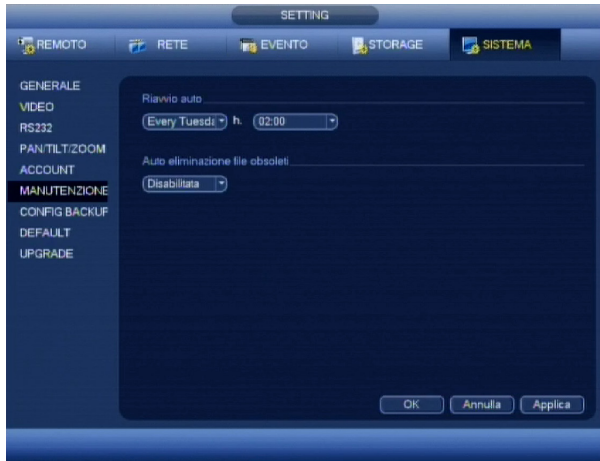 SETTING
REMOTO RETE EVENTO STORAGE SISTEMA
GENERALE
VIDEO
RS232
PAN/TILT/ZOOM
ACCOUNT
MANUTENZIONE
CONFIG BACKUF
DEFAULT
UPGRADE
Riavvio auto
Every Tuesda h. 02:00
Auto eliminazione file obsoleti
Disabilitata
OK Annulla Applica